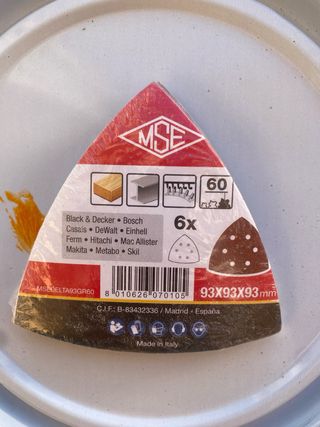 MSE
60
6x
Black & Decker • Bosch
Casals • DeWalt • Einhell
Ferm • Hitachi • Mac Allister
Makita • Metabo • Skil
MSEDELTA93GR60
8 010626 070105
93X93X93 mm
C.I.F.: B-83432336 / Madrid - España
Made in Italy